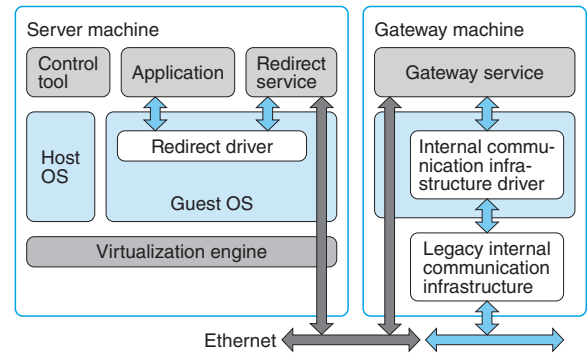 Server machine
Control
tool
Application
Redirect
service
Host
OS
Redirect driver
Guest OS
Virtualization engine
Gateway machine
Gateway service
Internal commu-
nication infra-
structure driver
Legacy internal
communication
infrastructure
Ethernet